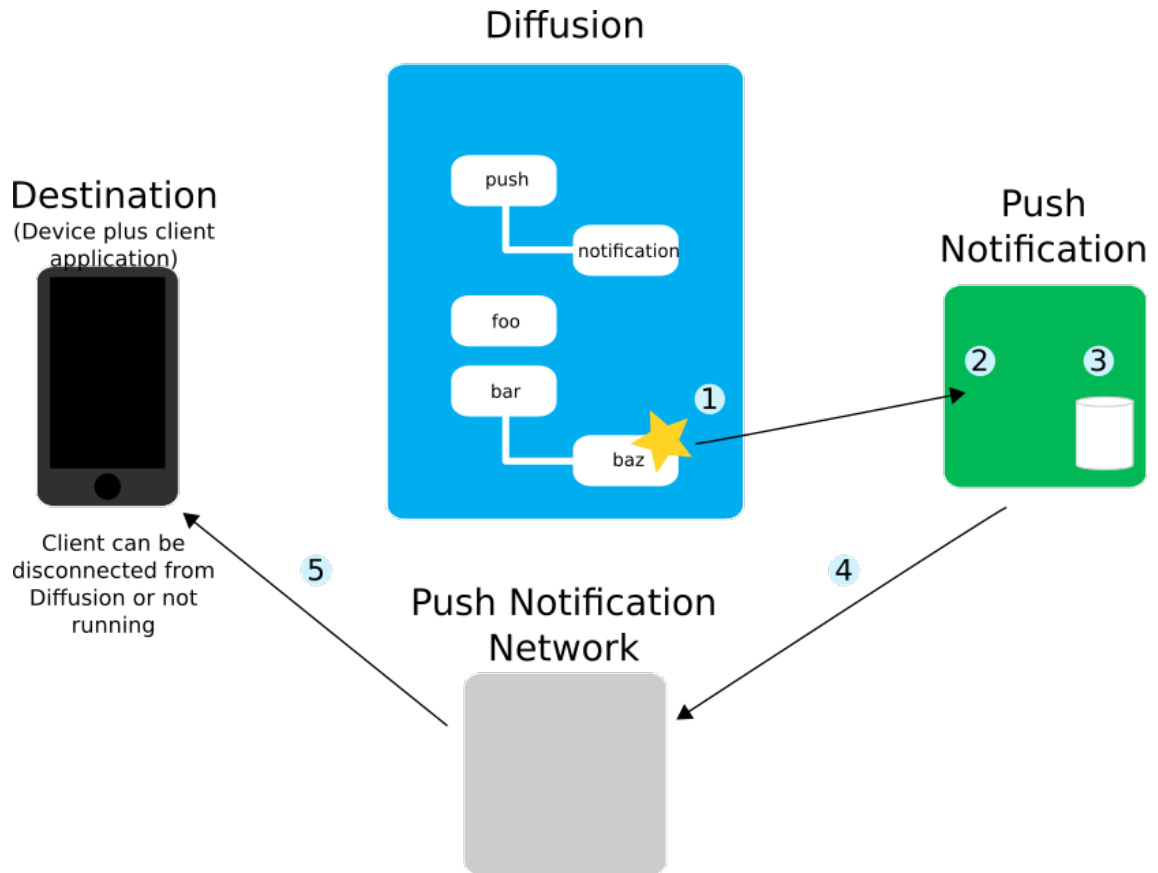 Diffusion
Destination
(Device plus client
application)
push
notification
foo
bar
baz
1
Push
Notification
2
3
Client can be
disconnected from
Diffusion or not
running
5
4
Push Notification
Network